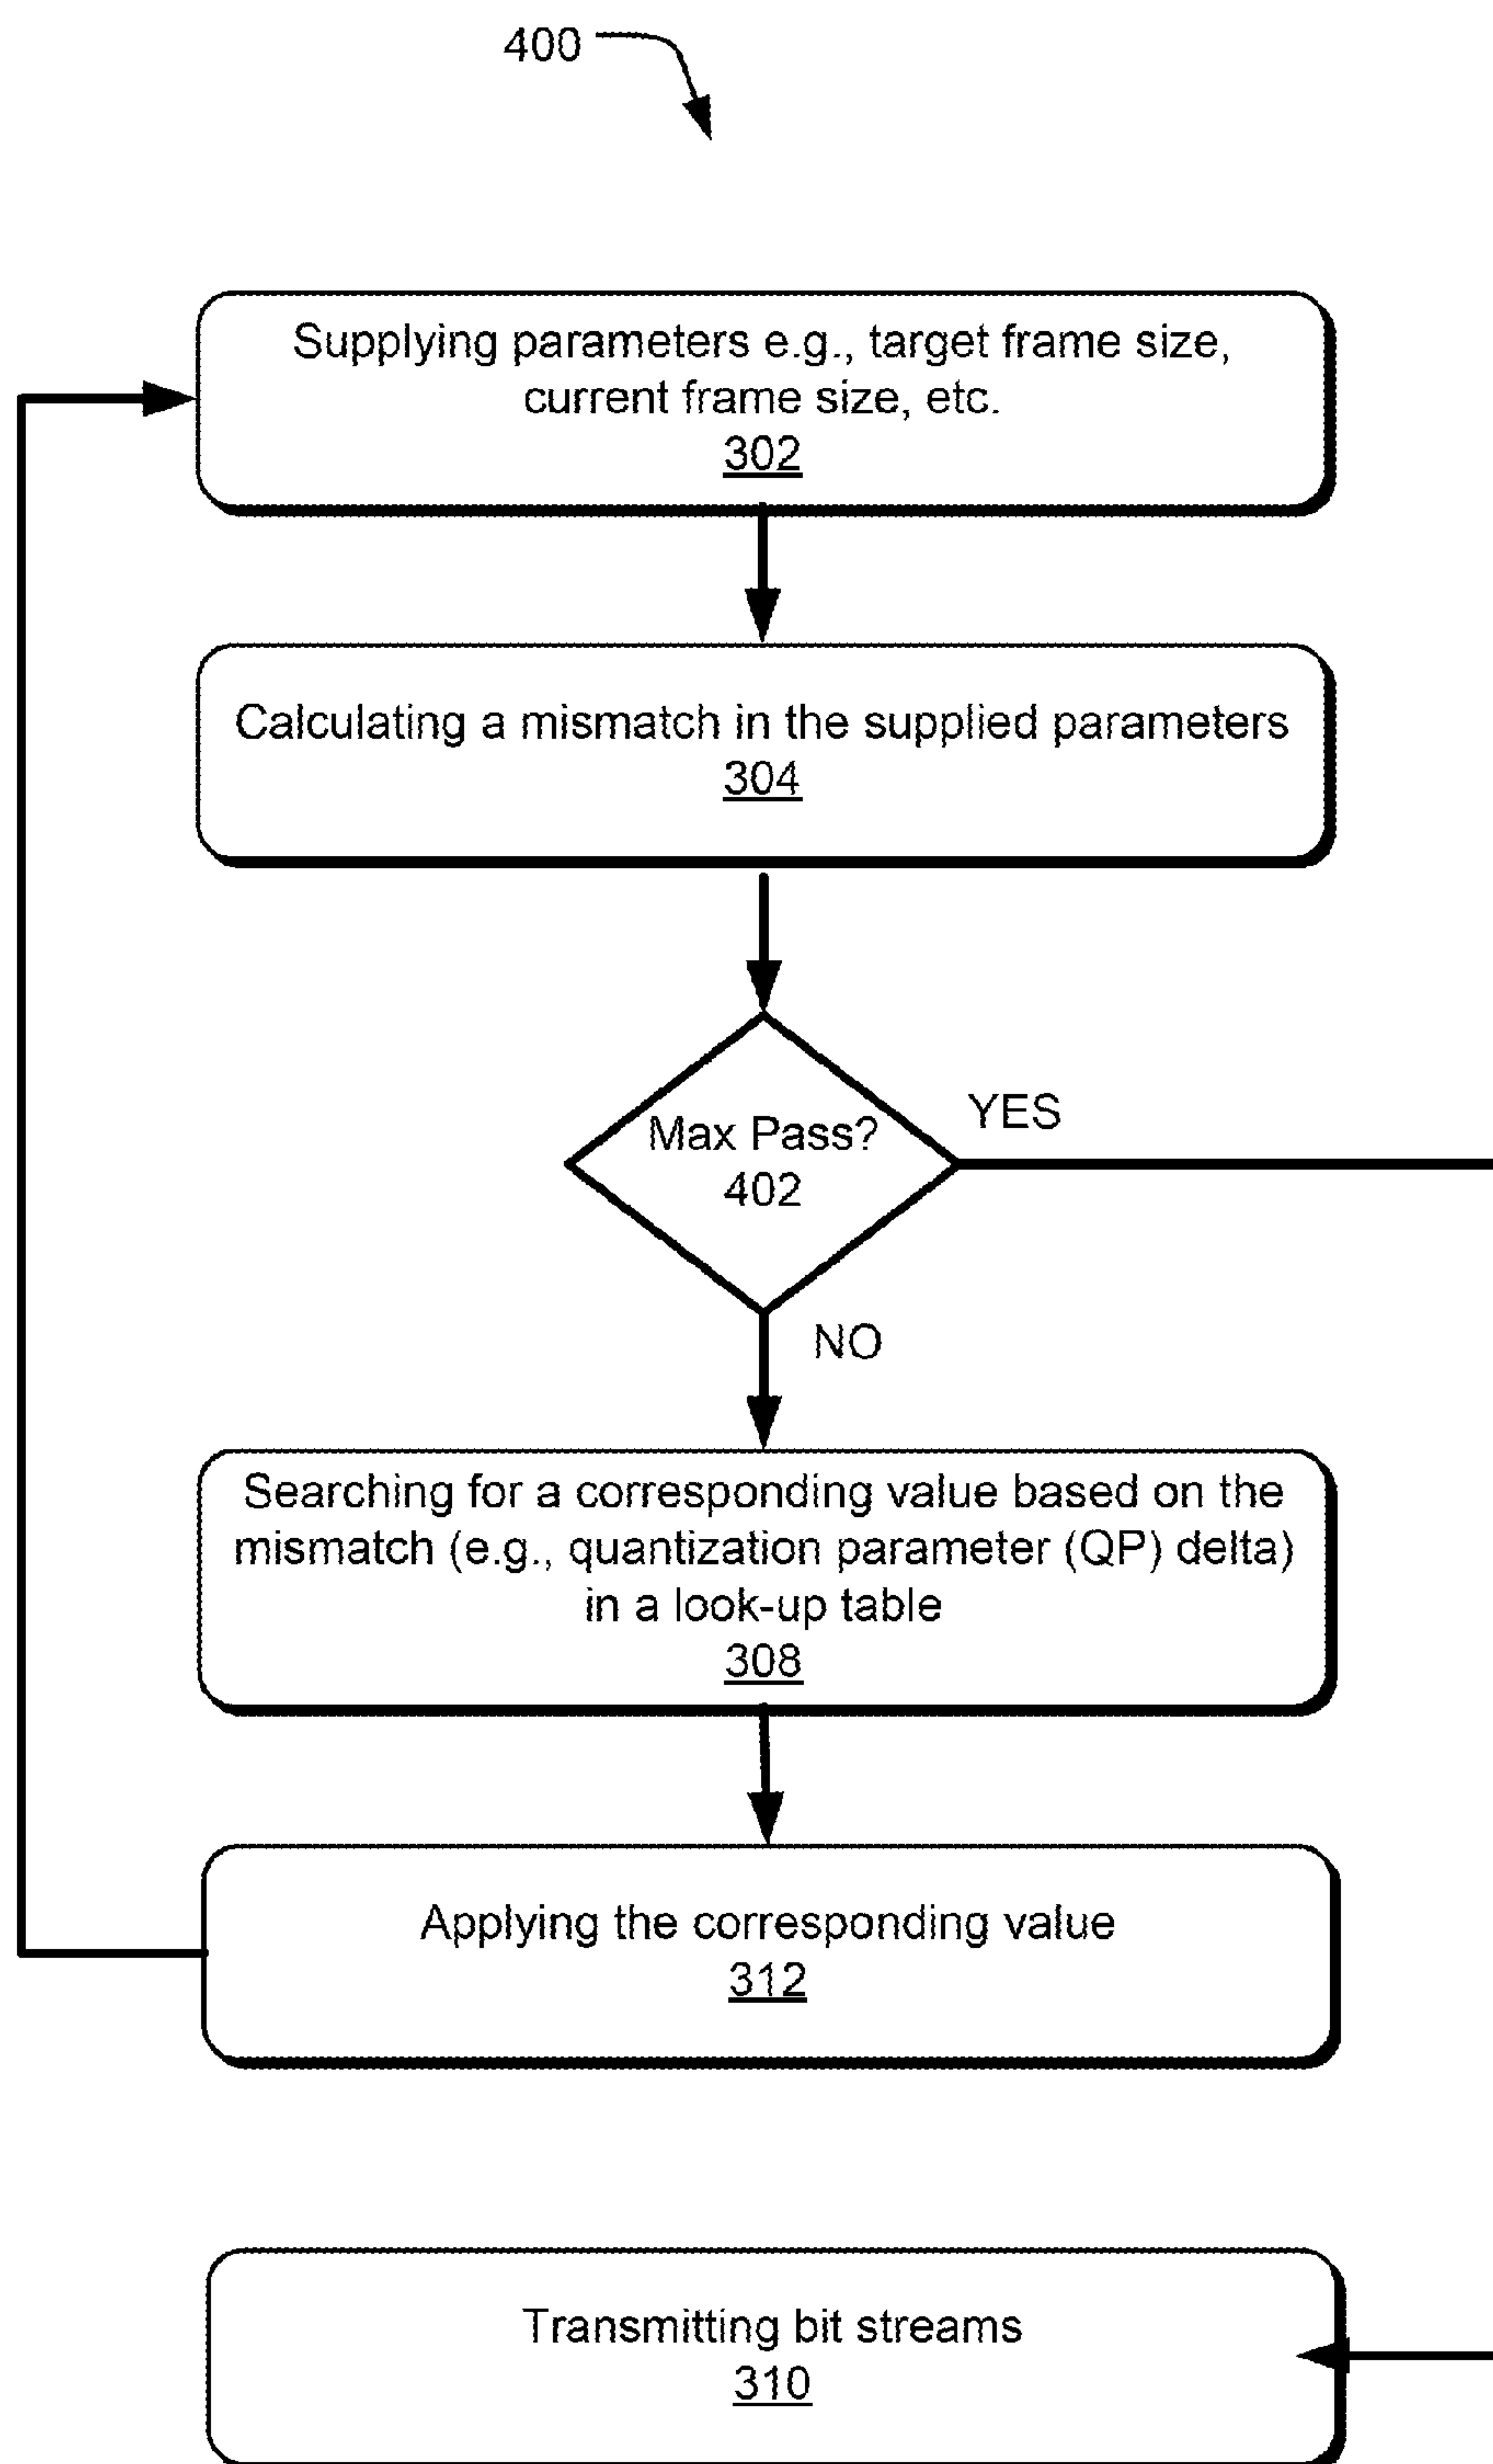 400
Supplying parameters e.g., target frame size,
current frame size, etc.
302
Calculating a mismatch in the supplied parameters
304
Max Pass?
402
YES
NO
Searching for a corresponding value based on the
mismatch (e.g., quantization parameter (QP) delta)
in a look-up table
308
Applying the corresponding value
312
Transmitting bit streams
310